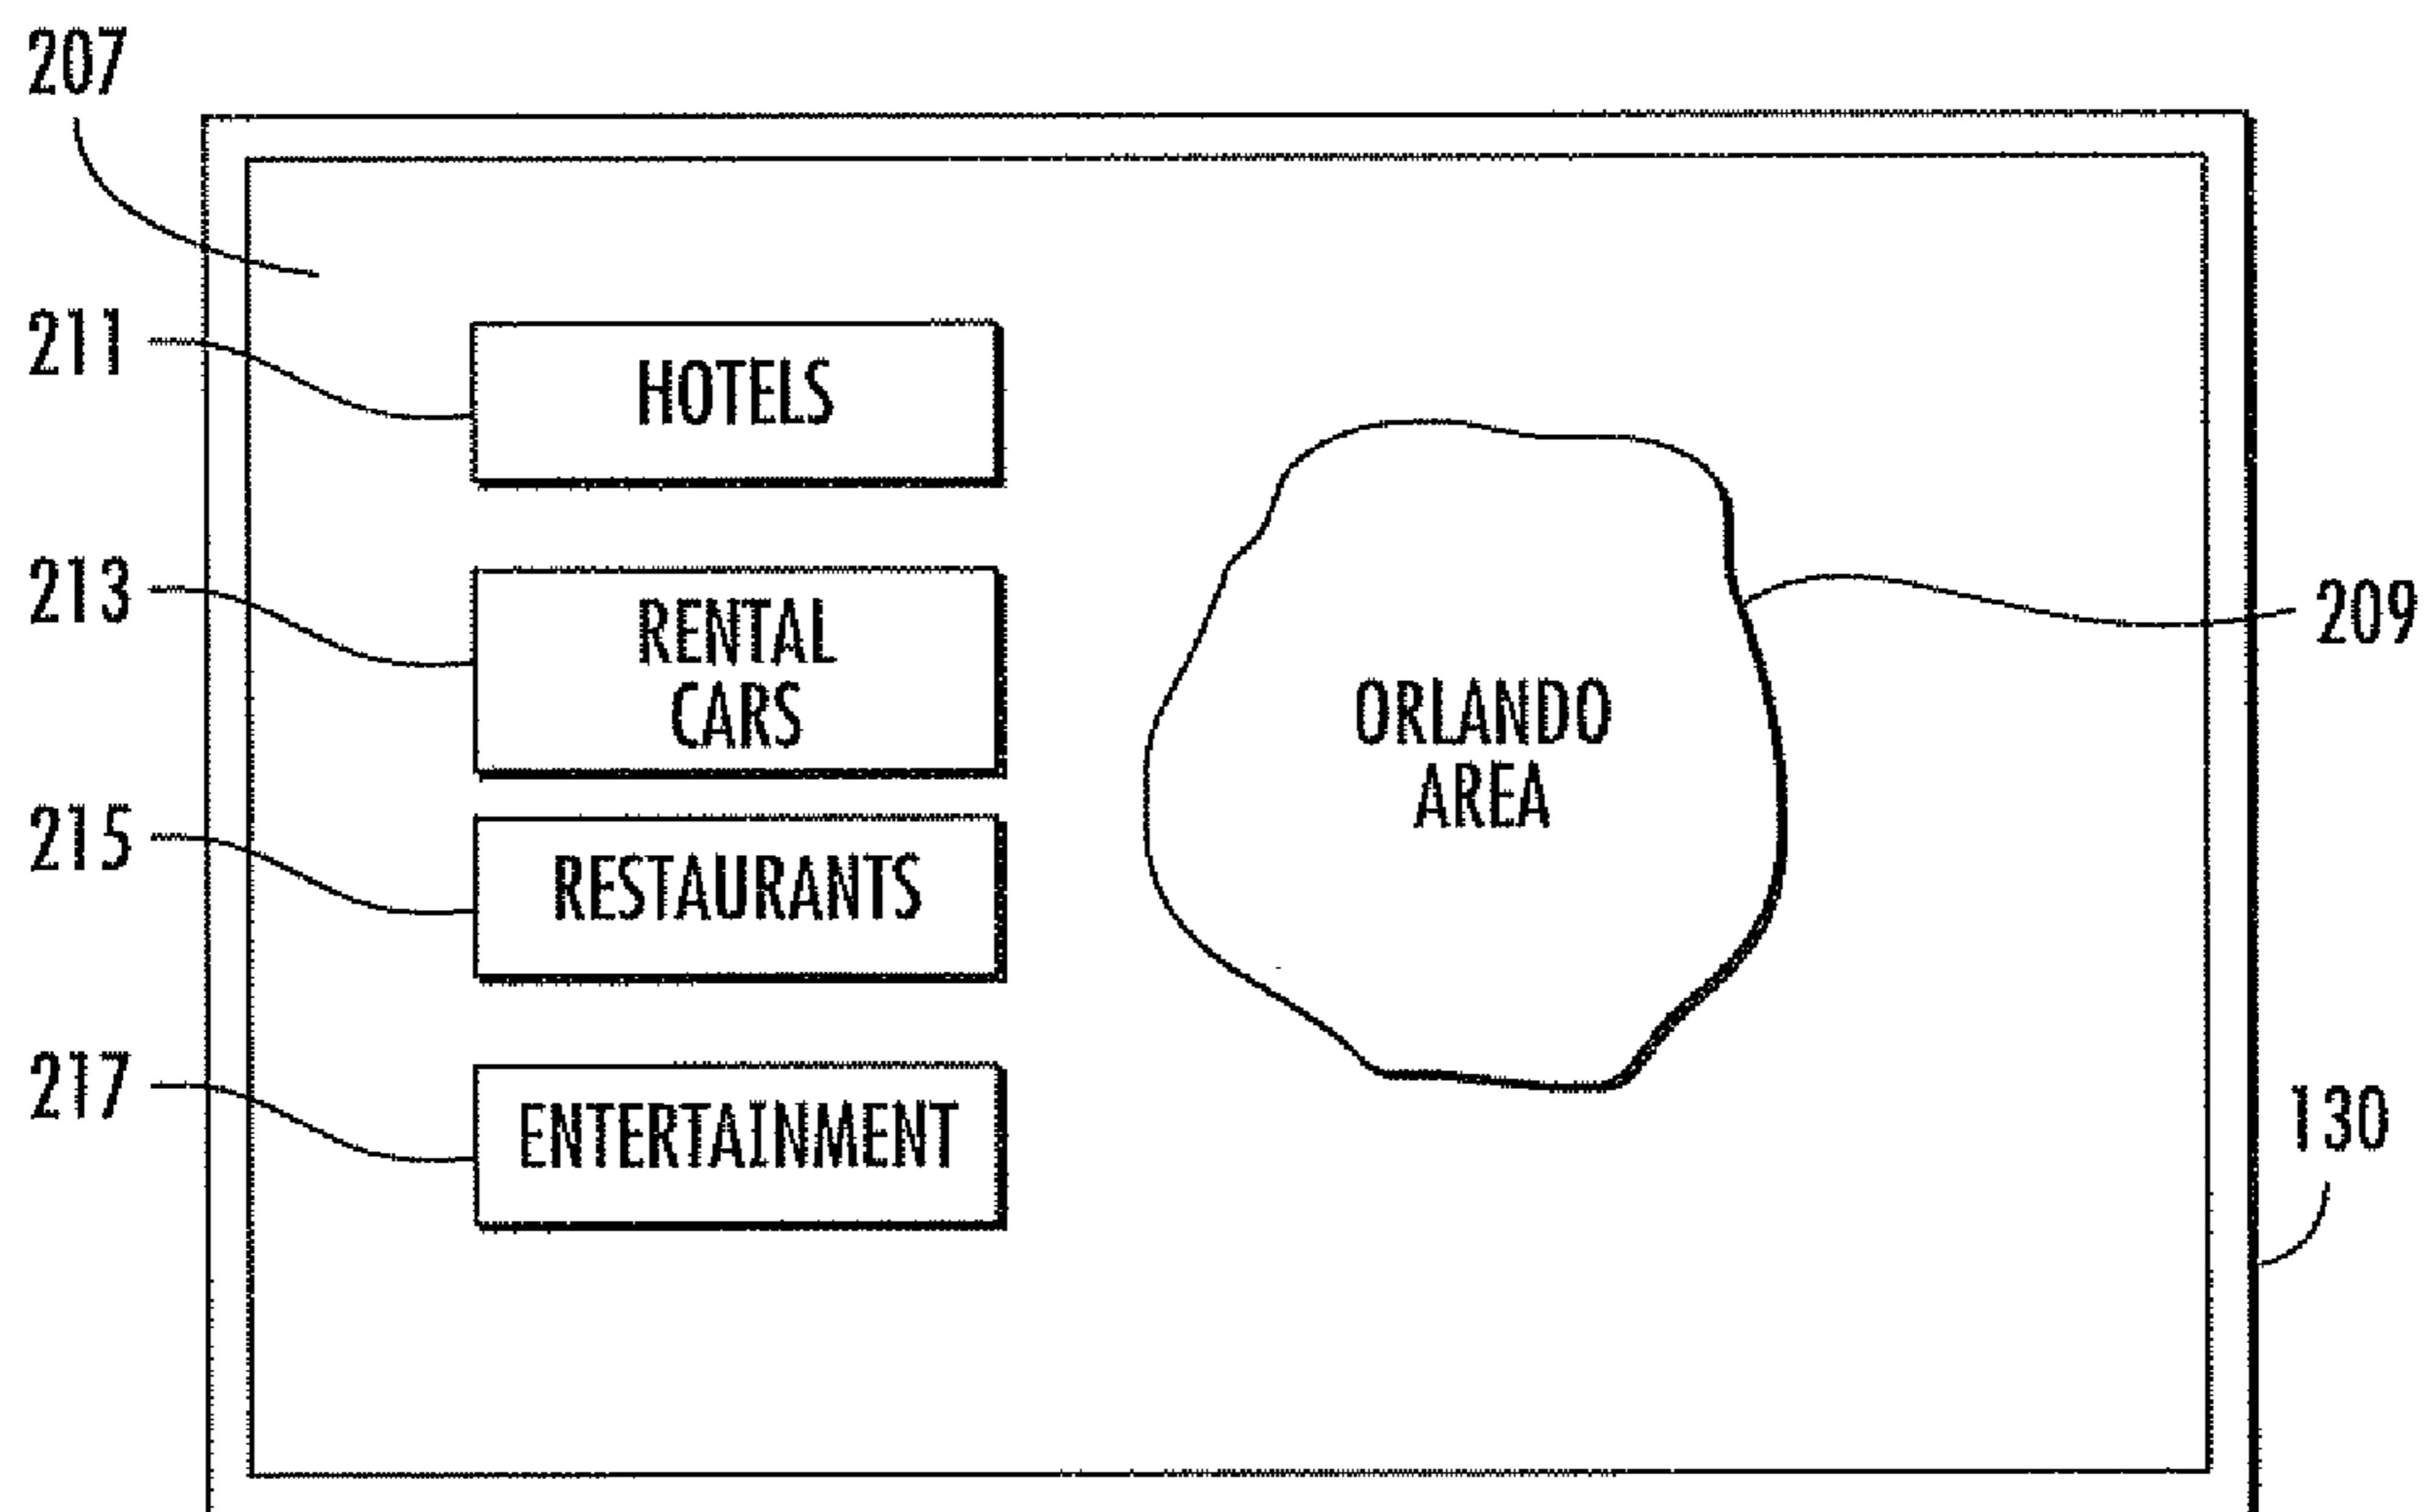 207
211
HOTELS
213
RENTAL
CARS
209
ORLANDO
AREA
215
RESTAURANTS
217
ENTERTAINMENT
130